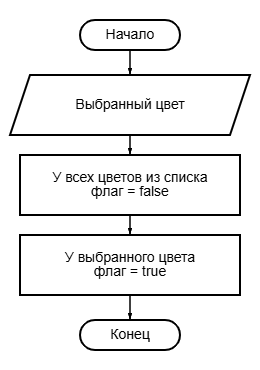 Начало
Выбранный цвет
У всех цветов из списка
флаг = false
У выбранного цвета
флаг = true
Конец